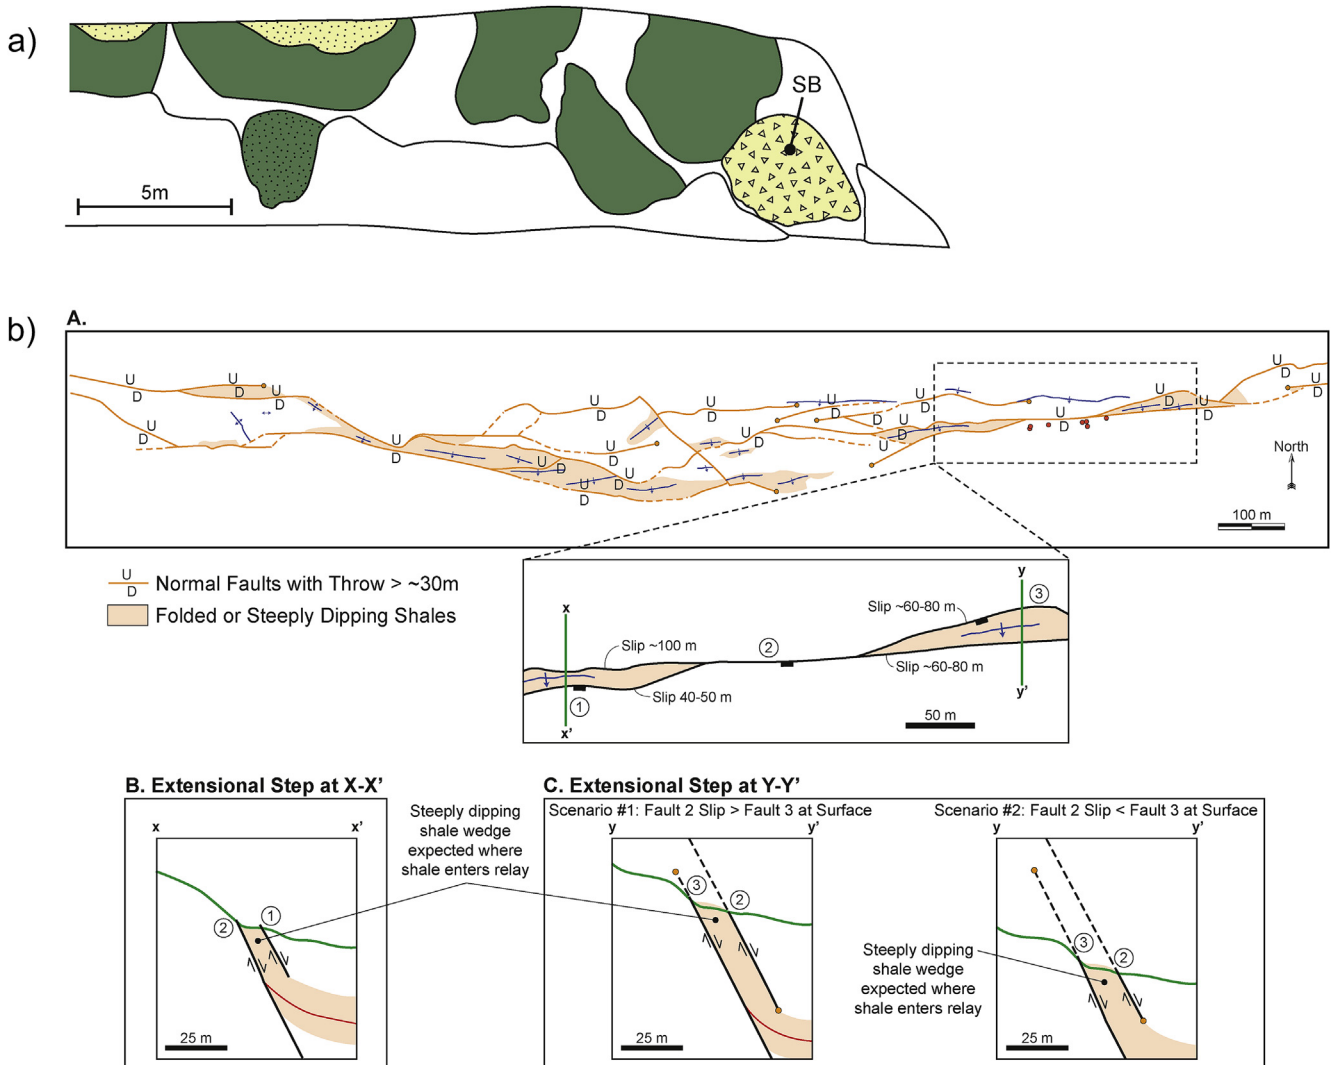 a)
SB
5m
b)
A.
U
D
U
D
U
D
U
D
U
D
U
D
U
D
U
D
U
D
U
D
U
D
U
D
U
D
U
D
U
D
U
D
U
D
U
D
U
D
North
100 m
U
D
Normal Faults with Throw > ~30m
Folded or Steeply Dipping Shales
x
Slip ~100 m
Slip 40-50 m
1
x'
2
Slip ~60-80 m
y
3
Slip ~60-80 m
y'
50 m
B. Extensional Step at X-X'
x
x'
2
1
25 m
Steeply dipping
shale wedge
expected where
shale enters relay
C. Extensional Step at Y-Y'
Scenario #1: Fault 2 Slip > Fault 3 at Surface
y
y'
3
2
25 m
Scenario #2: Fault 2 Slip < Fault 3 at Surface
y
y'
3
2
Steeply dipping
shale wedge
expected where
shale enters relay
25 m